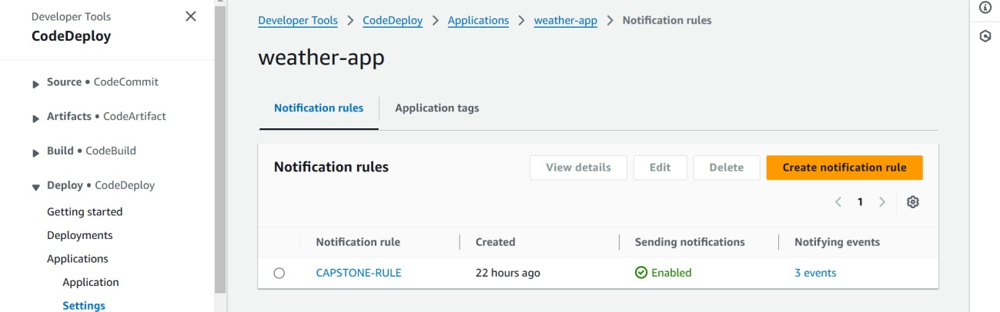 Developer Tools
CodeDeploy
Source • CodeCommit
Artifacts • CodeArtifact
Build • CodeBuild
Deploy • CodeDeploy
Getting started
Deployments
Applications
Application
Settings
Developer Tools > CodeDeploy > Applications > weather-app > Notification rules
weather-app
Notification rules Application tags
Notification rules View details Edit Delete Create notification rule
< 1 >
Notification rule Created Sending notifications Notifying events
CAPSTONE-RULE 22 hours ago Enabled 3 events